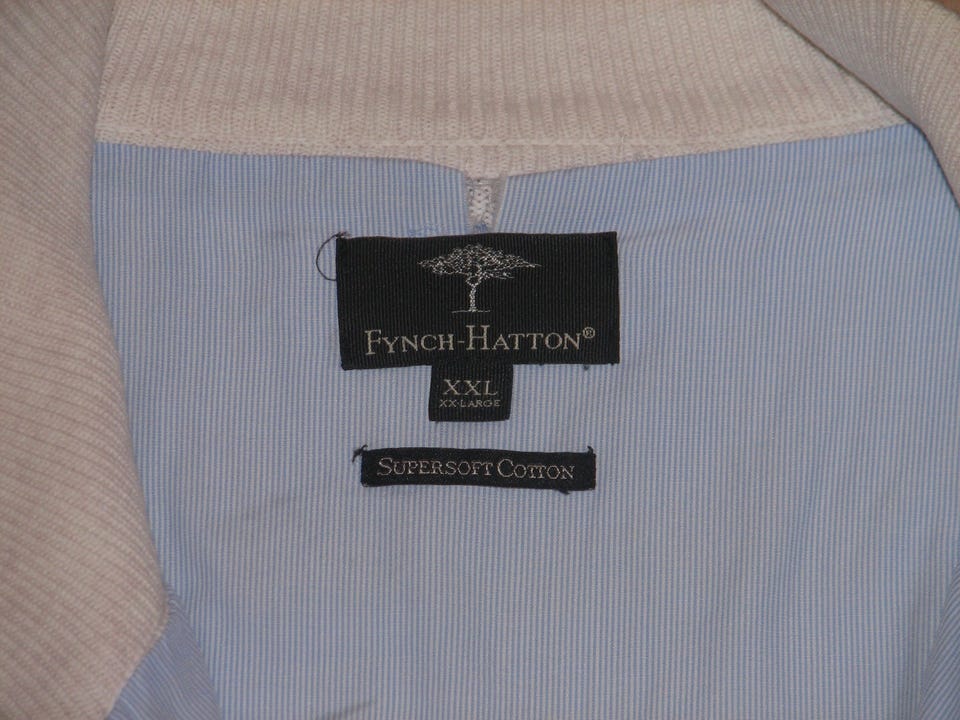 FYNCH-HATTON®
XXL
XX-LARGE
SUPERSOFT COTTON